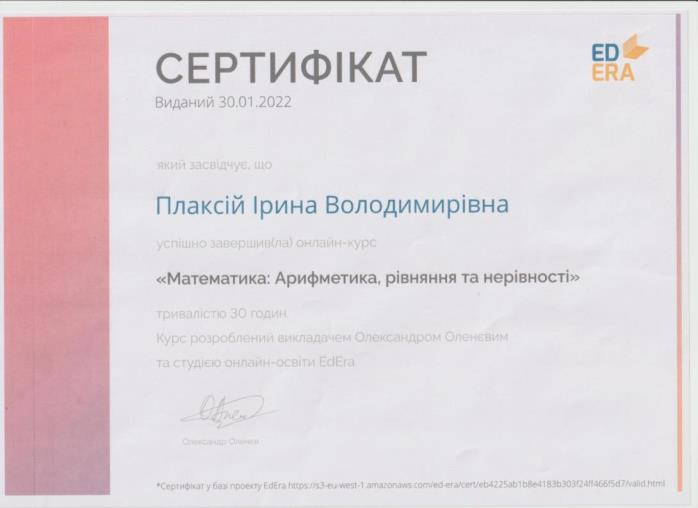 СЕРТИФІКАТ
ED
ERA
Виданий 30.01.2022
який засвідчує, що
Плаксій Ірина Володимирівна
успішно завершив(ла) онлайн-курс
«Математика: Арифметика, рівняння та нерівності»
тривалістю 30 годин.
Курс розроблений викладачем Олександром Оленєвим
та студією онлайн-освіти EdEra
Олександр Оленєв
*Сертифікат у базі проекту EdEra https://s3-eu-west-1.amazonaws.com/ed-era/cert/eb4225ab1b8e4183b303f24ff466f5d7/valid.html